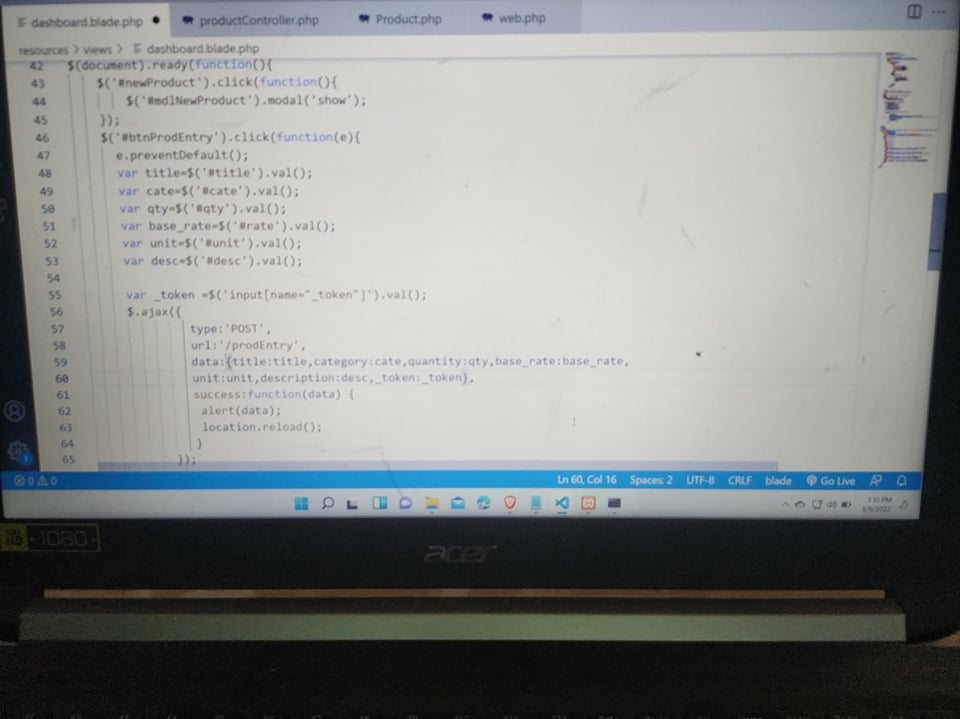 dashboard.blade.php ● productController.php Product.php web.php
resources > views > dashboard.blade.php
42 $(document).ready(function(){
43 $('#newProduct').click(function(){
44 $('#mdlNewProduct').modal('show');
45 });
46 $('#btnProdEntry').click(function(e){
47 e.preventDefault();
48 var title=$('#title').val();
49 var cate=$('#cate').val();
50 var qty=$('#qty').val();
51 var base_rate=$('#rate').val();
52 var unit=$('#unit').val();
53 var desc=$('#desc').val();
54
55 var _token =$('input[name="_token"]').val();
56 $.ajax({
57 type:'POST',
58 url:'/prodEntry',
59 data:{title:title,category:cate,quantity:qty,base_rate:base_rate,
60 unit:unit,description:desc,_token:_token},
61 success:function(data) {
62 alert(data);
63 location.reload();
64 }
65 });
0 0 Ln 60, Col 16 Spaces: 2 UTF-8 CRLF blade Go Live
1:10 PM
1080
acer